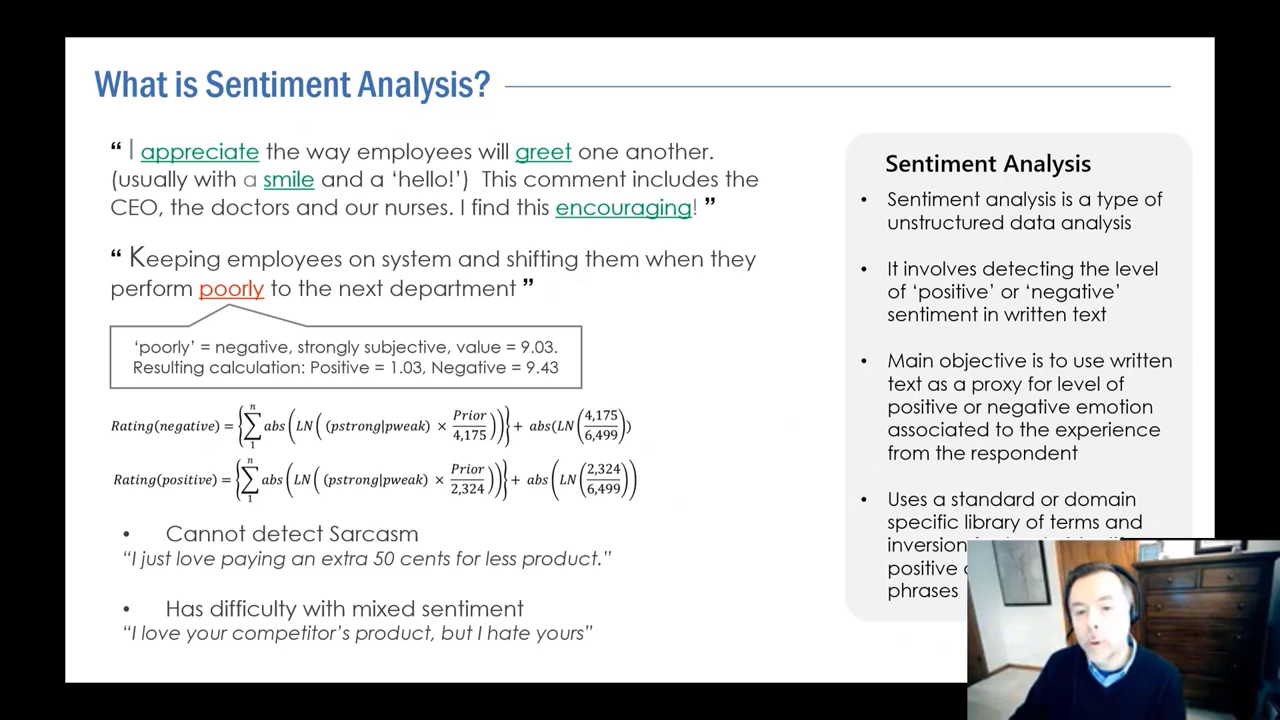 What is Sentiment Analysis?
“ I appreciate the way employees will greet one another.
(usually with a smile and a ‘hello!’) This comment includes the
CEO, the doctors and our nurses. I find this encouraging! ”
“ Keeping employees on system and shifting them when they
perform poorly to the next department ”
‘poorly’ = negative, strongly subjective, value = 9.03.
Resulting calculation: Positive = 1.03, Negative = 9.43
Rating(negative) = {∑ₙ₌₁ⁿ abs(LN((pstrong|pweak) × Prior/4,175))} + abs(LN(4,175/6,499))
Rating(positive) = {∑₁ⁿ abs(LN((pstrong|pweak) × Prior/2,324))} + abs(LN(2,324/6,499))
• Cannot detect Sarcasm
“I just love paying an extra 50 cents for less product.”
• Has difficulty with mixed sentiment
“I love your competitor’s product, but I hate yours”
Sentiment Analysis
• Sentiment analysis is a type of
unstructured data analysis
• It involves detecting the level
of ‘positive’ or ‘negative’
sentiment in written text
• Main objective is to use written
text as a proxy for level of
positive or negative emotion
associated to the experience
from the respondent
• Uses a standard or domain
specific library of terms and
inversion
positive
phrases